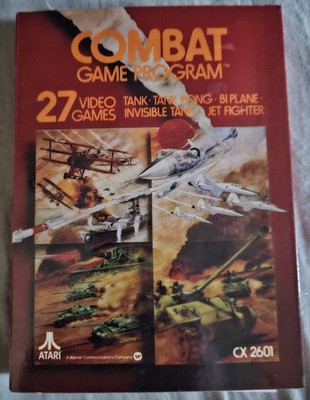 COMBAT
GAME PROGRAM™
27 VIDEO GAMES
TANK · TANK PONG · BI PLANE ·
INVISIBLE TANK · JET FIGHTER
ATARI
A Warner Communications Company W
CX 2601